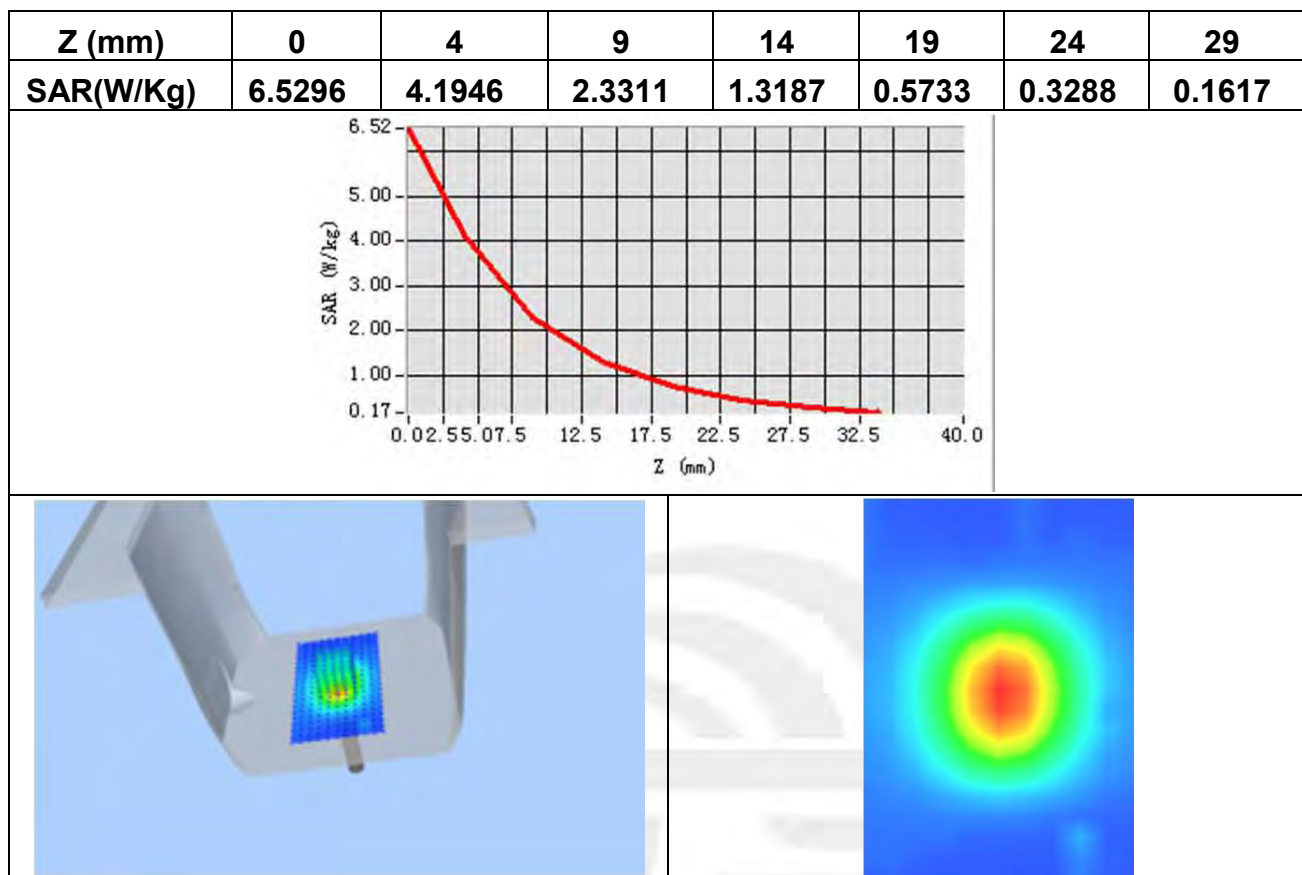 Z (mm) 0 4 9 14 19 24 29
SAR(W/Kg) 6.5296 4.1946 2.3311 1.3187 0.5733 0.3288 0.1617
6.52
5.00
4.00
3.00
2.00
1.00
0.17
SAR (W/kg)
0.02.55.07.5 12.5 17.5 22.5 27.5 32.5 40.0
Z (mm)